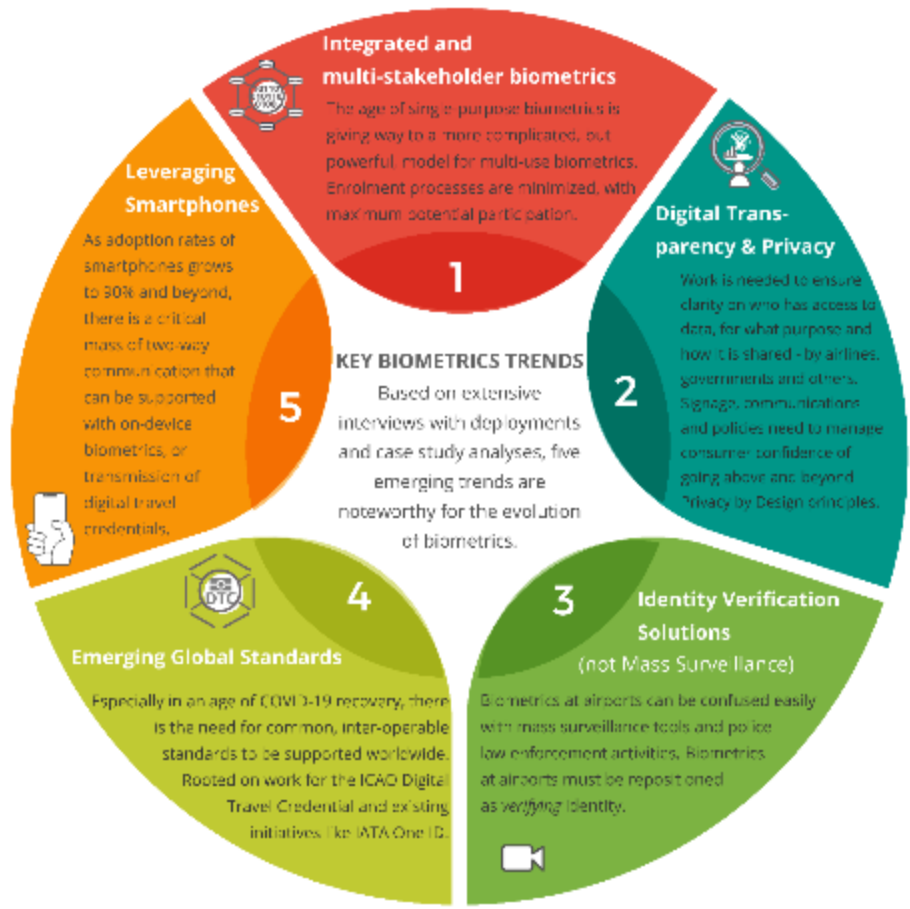 Integrated and
multi-stakeholder biometrics
The age of single-purpose biometrics is
giving way to a more complicated, but
powerful, model for multi-use biometrics.
Enrolment processes are minimized, with
maximum potential participation.
1
Digital Trans-
parency & Privacy
Work is needed to ensure
clarity on who has access to
data, for what purpose and
how it is shared - by airlines,
governments and others.
Signage, communications
and policies need to manage
consumer confidence of
going above and beyond
Privacy by Design principles.
2
Identity Verification
Solutions
(not Mass Surveillance)
Biometrics at airports can be confused easily
with mass surveillance tools and police
law enforcement activities. Biometrics
at airports must be repositioned
as verifying identity.
3
DTC
Emerging Global Standards
Especially in an age of COVID-19 recovery, there
is the need for common, inter-operable
standards to be supported worldwide.
Rooted on work for the ICAO Digital
Travel Credential and existing
initiatives like IATA One ID.
4
Leveraging
Smartphones
As adoption rates of
smartphones grows
to 90% and beyond,
there is a critical
mass of two-way
communication that
can be supported
with on-device
biometrics, or
transmission of
digital travel
credentials.
5
KEY BIOMETRICS TRENDS
Based on extensive
interviews with deployments
and case study analyses, five
emerging trends are
noteworthy for the evolution
of biometrics.